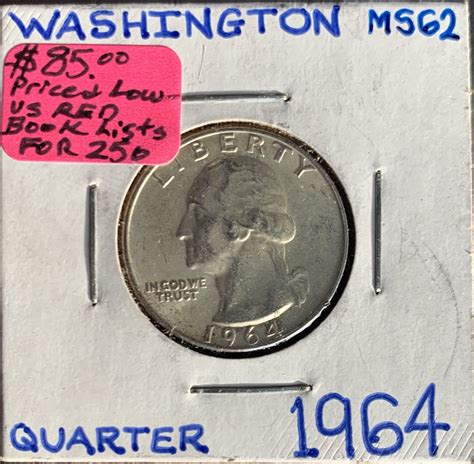 WASHINGTON MS62
$85.00
Priced Low
US RED
Book Lists
FOR 250
LIBERTY
IN GOD WE
TRUST
1964
QUARTER 1964